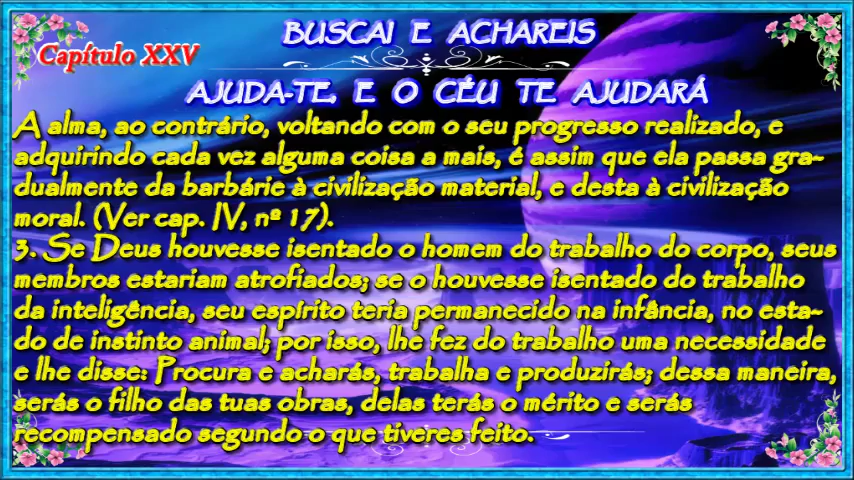 BUSCAI E ACHAREIS
Capítulo XXV
AJUDA-TE, E O CÉU TE AJUDARÁ
A alma, ao contrário, voltando com o seu progresso realizado, e
adquirindo cada vez alguma coisa a mais, é assim que ela passa gra-
dualmente da barbárie à civilização material, e desta à civilização
moral. (Ver cap. IV, nº 17).
3. Se Deus houvesse isentado o homem do trabalho do corpo, seus
membros estariam atrofiados; se o houvesse isentado do trabalho
da inteligência, seu espírito teria permanecido na infância, no esta-
do de instinto animal; por isso, lhe fez do trabalho uma necessidade
e lhe disse: Procura e acharás, trabalha e produzirás; dessa maneira,
serás o filho das tuas obras, delas terás o mérito e serás
recompensado segundo o que tiveres feito.